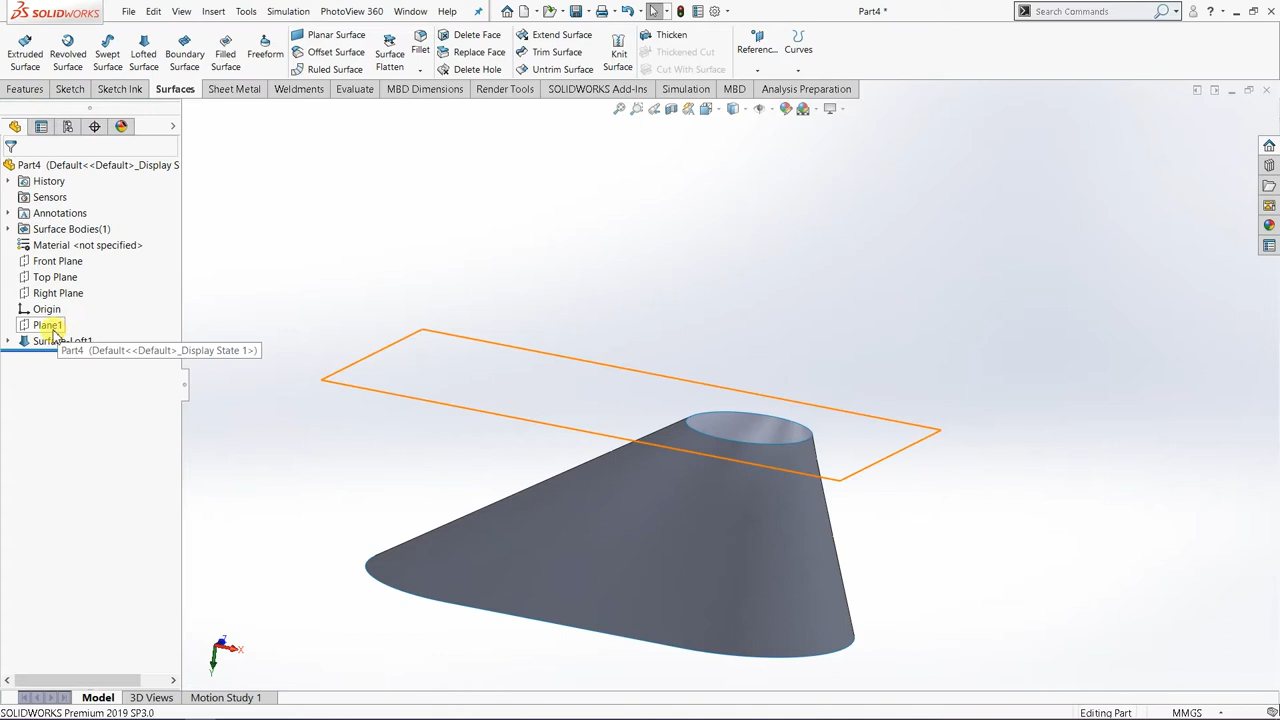 SOLIDWORKS File Edit View Insert Tools Simulation PhotoView 360 Window Help Part4 * Search Commands
Extruded Surface Revolved Surface Swept Surface Lofted Surface Boundary Surface Filled Surface Freeform Planar Surface Offset Surface Ruled Surface Surface Flatten Fillet Delete Face Replace Face Delete Hole Extend Surface Trim Surface Untrim Surface Knit Surface Thicken Thickened Cut Cut With Surface Referenc... Curves
Features Sketch Sketch Ink Surfaces Sheet Metal Weldments Evaluate MBD Dimensions Render Tools SOLIDWORKS Add-Ins Simulation MBD Analysis Preparation
Part4 (Default<<Default>_Display S
History
Sensors
Annotations
Surface Bodies(1)
Material <not specified>
Front Plane
Top Plane
Right Plane
Origin
Plane1
Surface-Loft1
Part4 (Default<<Default>_Display State 1>)
Z
X
Y
Model 3D Views Motion Study 1
SOLIDWORKS Premium 2019 SP3.0 Editing Part MMGS